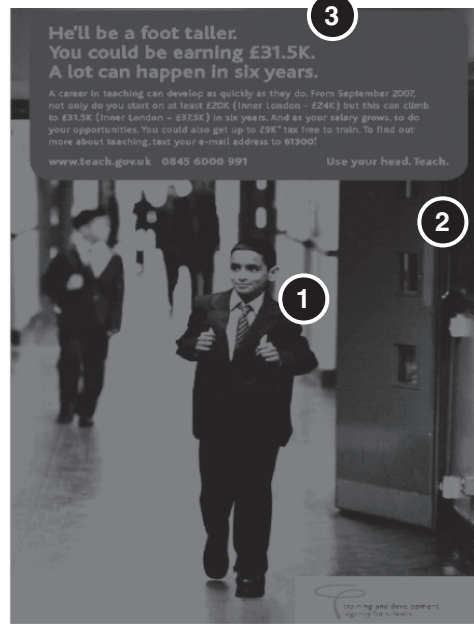 3
He'll be a foot taller.
You could be earning £31.5K.
A lot can happen in six years.
A career in teaching can develop as quickly as they do. From September 2007,
not only do you start on at least £20K (Inner London - £24K) but this can climb
to £31.5K (Inner London – £37.5K) in six years. And as your salary grows, so do
your opportunities. You could also get up to £9K* tax free to train. To find out
more about teaching, text your e-mail address to 61300†
www.teach.gov.uk 0845 6000 991 Use your head. Teach.
2
1
training and development
agency for schools